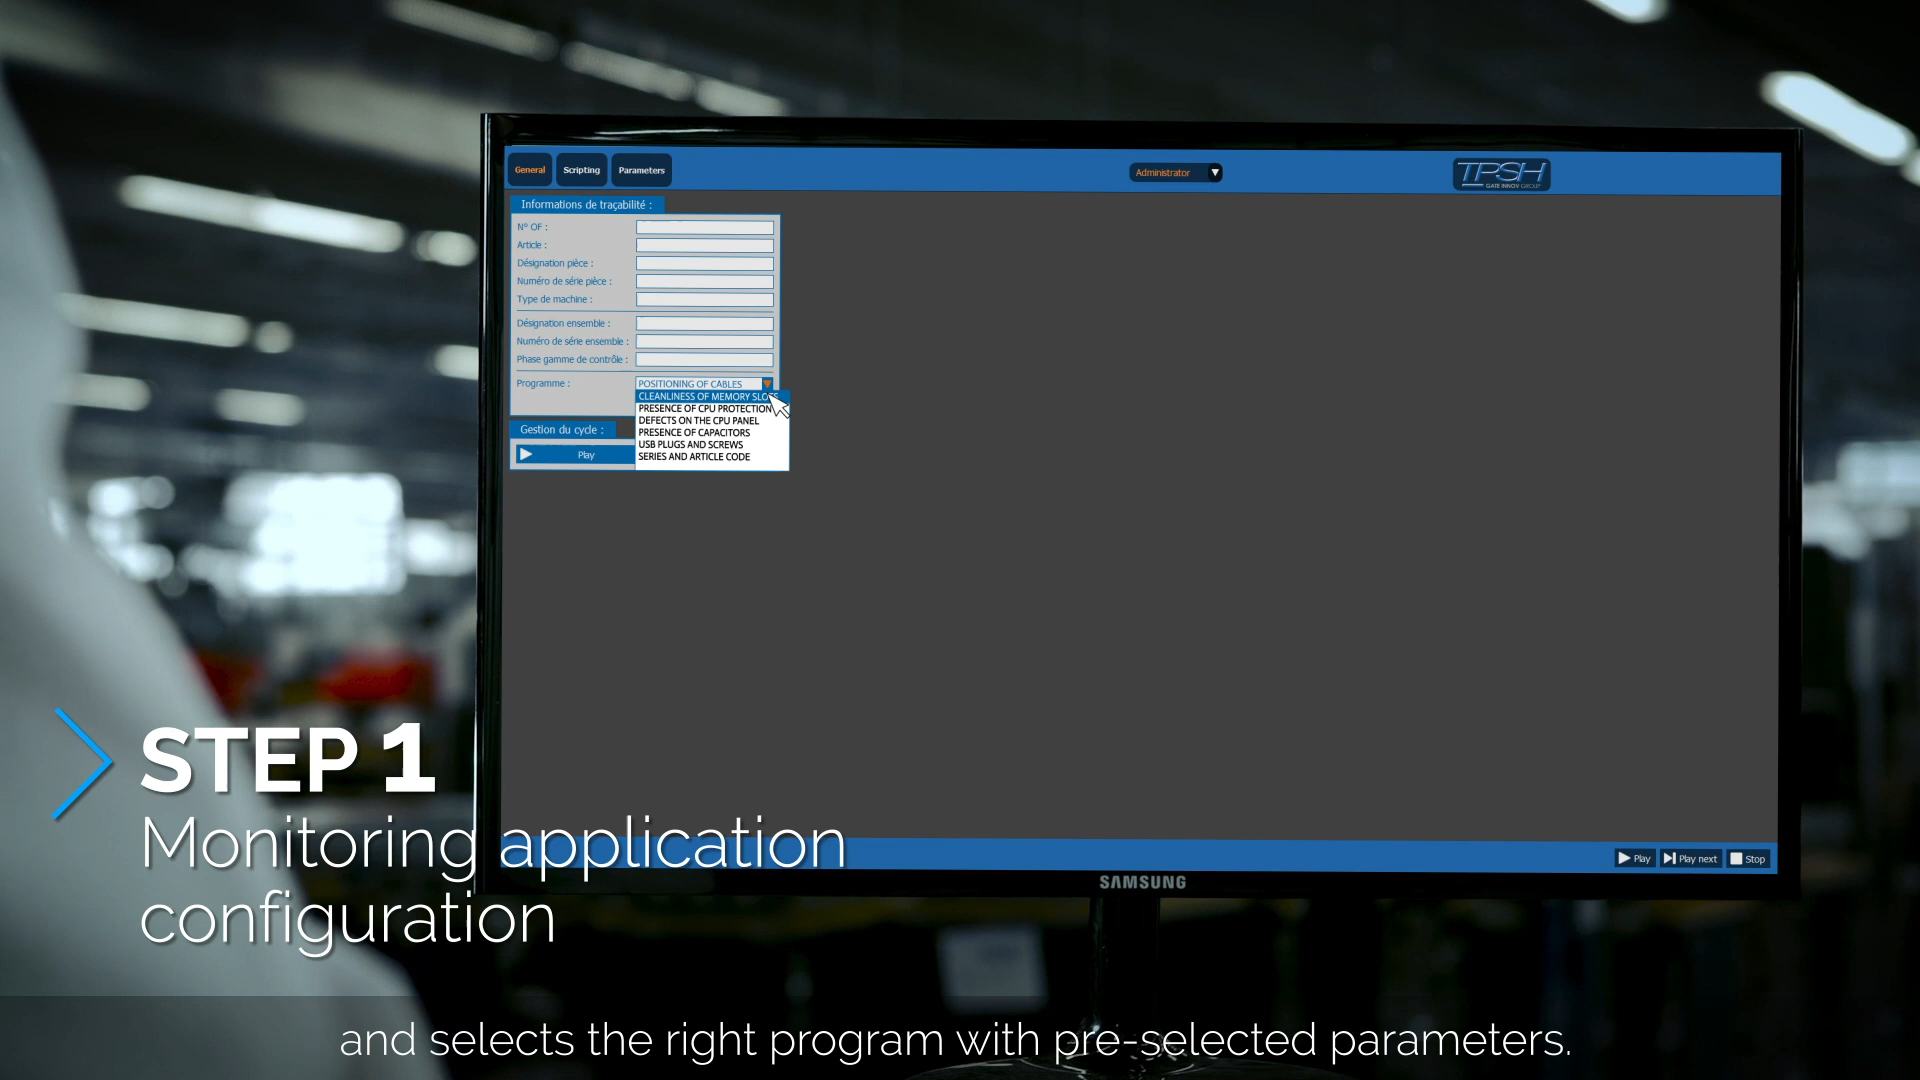 General
Scripting
Parameters
Administrator
TPSH
GATE INNOV GROUP
Informations de traçabilité :
N° OF :
Article :
Désignation pièce :
Numéro de série pièce :
Type de machine :
Désignation ensemble :
Numéro de série ensemble :
Phase gamme de contrôle :
Programme :
POSITIONING OF CABLES
CLEANLINESS OF MEMORY SLOTS
PRESENCE OF CPU PROTECTION
DEFECTS ON THE CPU PANEL
PRESENCE OF CAPACITORS
USB PLUGS AND SCREWS
SERIES AND ARTICLE CODE
Gestion du cycle :
Play
Play
Play next
Stop
SAMSUNG
STEP 1
Monitoring application
configuration
and selects the right program with pre-selected parameters.